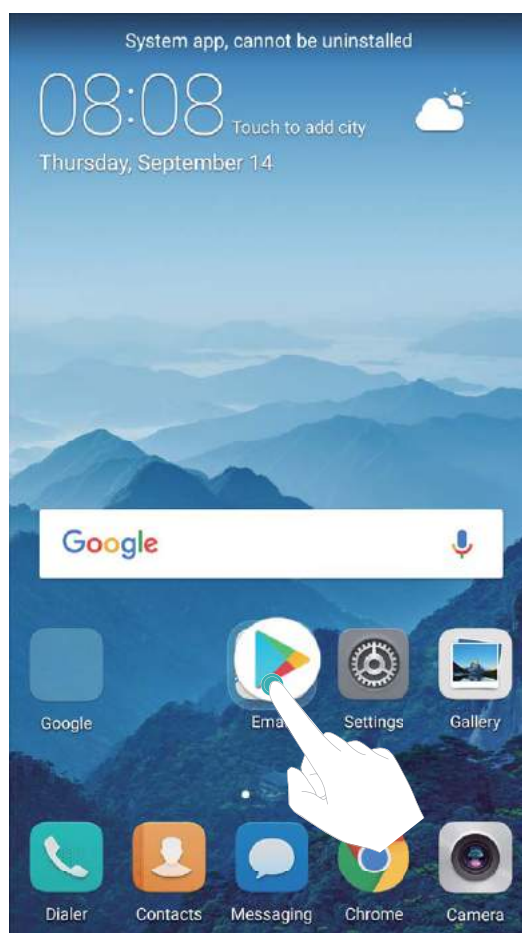 System app, cannot be uninstalled
08:08 Touch to add city
Thursday, September 14
Google
Google Ema Settings Gallery
Dialer Contacts Messaging Chrome Camera